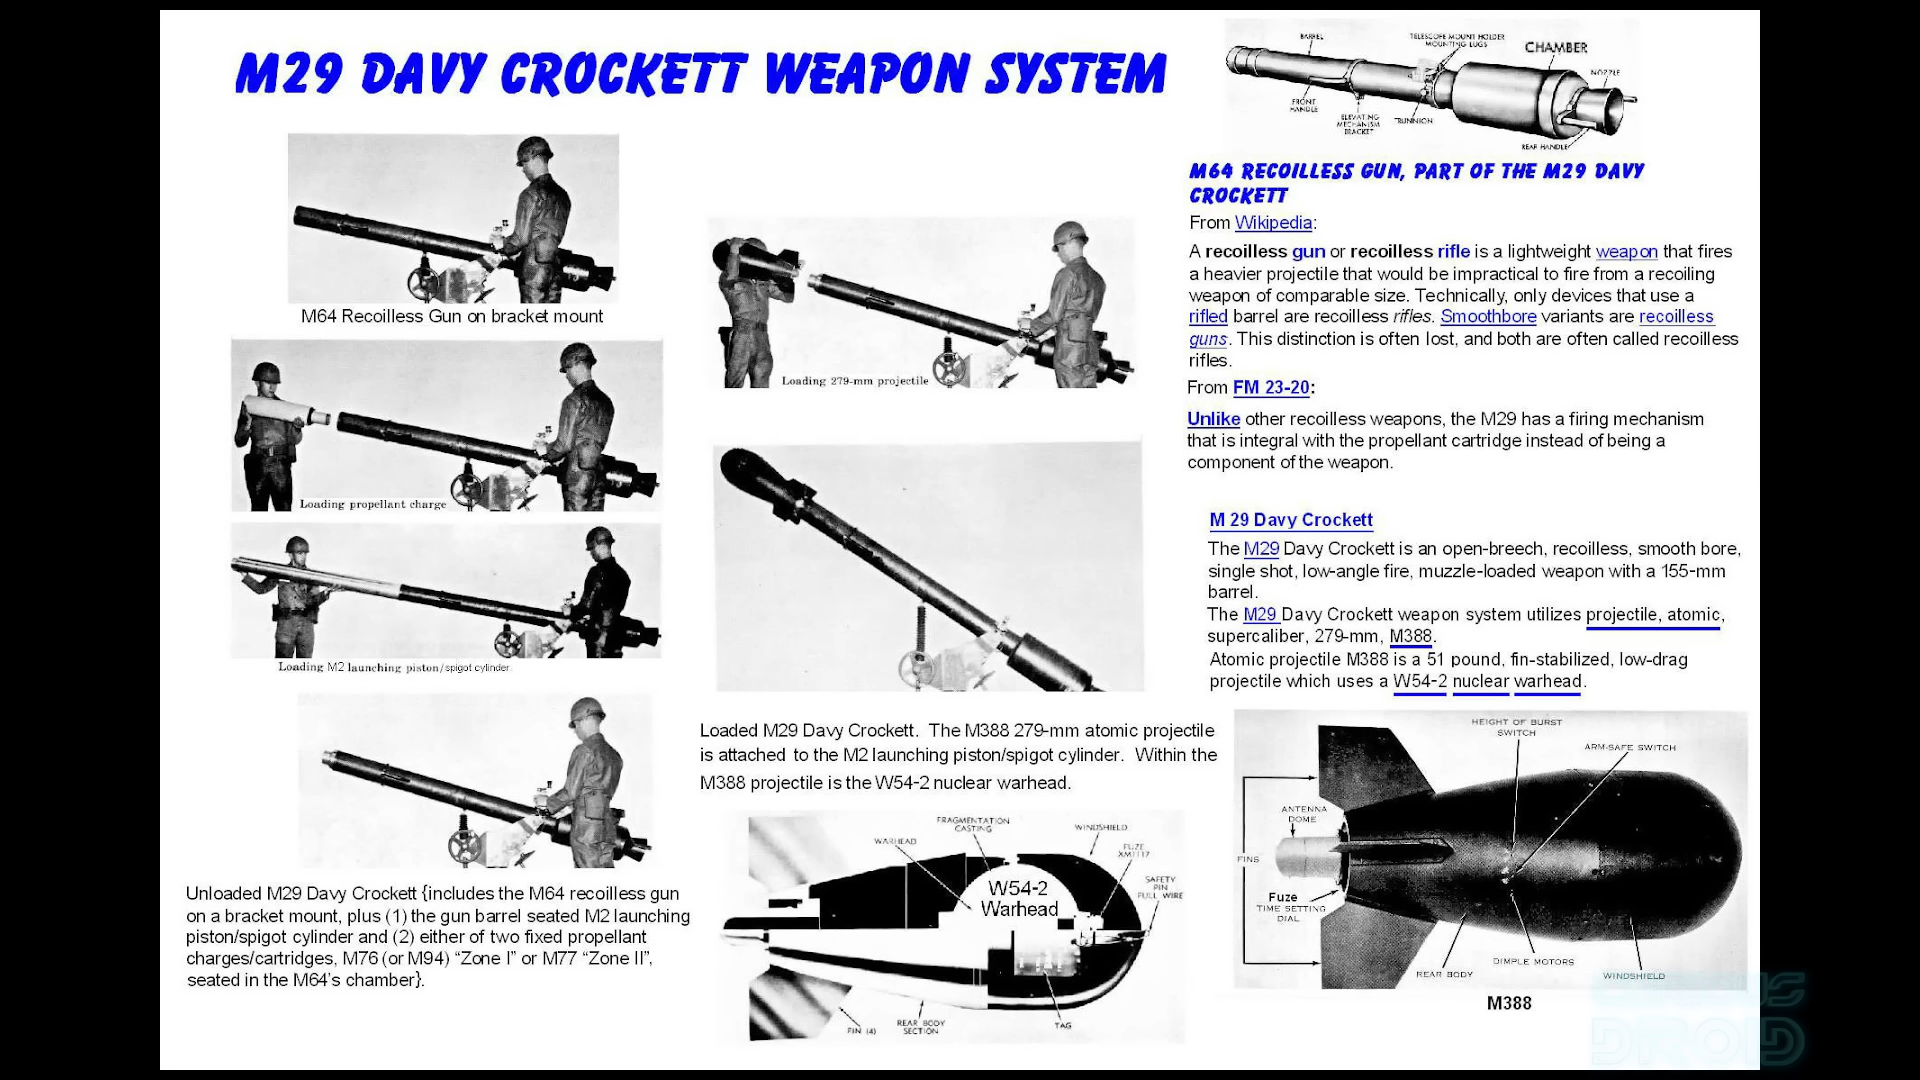 M29 DAVY CROCKETT WEAPON SYSTEM
M64 Recoilless Gun on bracket mount
Loading propellant charge
Loading M2 launching piston/spigot cylinder
Unloaded M29 Davy Crockett {includes the M64 recoilless gun
on a bracket mount, plus (1) the gun barrel seated M2 launching
piston/spigot cylinder and (2) either of two fixed propellant
charges/cartridges, M76 (or M94) “Zone I” or M77 “Zone II”,
seated in the M64’s chamber}.
Loading 279-mm projectile
Loaded M29 Davy Crockett. The M388 279-mm atomic projectile
is attached to the M2 launching piston/spigot cylinder. Within the
M388 projectile is the W54-2 nuclear warhead.
FRAGMENTATION
CASTING
WARHEAD
WINDSHIELD
FUZE
XM1117
SAFETY
PIN
PULL WIRE
W54-2
Warhead
FIN (4)
REAR BODY
SECTION
TAG
BARREL
TELESCOPE MOUNT HOLDER
MOUNTING LUGS
CHAMBER
NOZZLE
FRONT
HANDLE
ELEVATING
MECHANISM
BRACKET
TRUNNION
REAR HANDLE
M64 RECOILLESS GUN, PART OF THE M29 DAVY
CROCKETT
From Wikipedia:
A recoilless gun or recoilless rifle is a lightweight weapon that fires
a heavier projectile that would be impractical to fire from a recoiling
weapon of comparable size. Technically, only devices that use a
rifled barrel are recoilless rifles. Smoothbore variants are recoilless
guns. This distinction is often lost, and both are often called recoilless
rifles.
From FM 23-20:
Unlike other recoilless weapons, the M29 has a firing mechanism
that is integral with the propellant cartridge instead of being a
component of the weapon.
M 29 Davy Crockett
The M29 Davy Crockett is an open-breech, recoilless, smooth bore,
single shot, low-angle fire, muzzle-loaded weapon with a 155-mm
barrel.
The M29 Davy Crockett weapon system utilizes projectile, atomic,
supercaliber, 279-mm, M388.
Atomic projectile M388 is a 51 pound, fin-stabilized, low-drag
projectile which uses a W54-2 nuclear warhead.
HEIGHT OF BURST
SWITCH
ARM-SAFE SWITCH
ANTENNA
DOME
FINS
Fuze
TIME SETTING
DIAL
REAR BODY
DIMPLE MOTORS
WINDSHIELD
M388
DROID